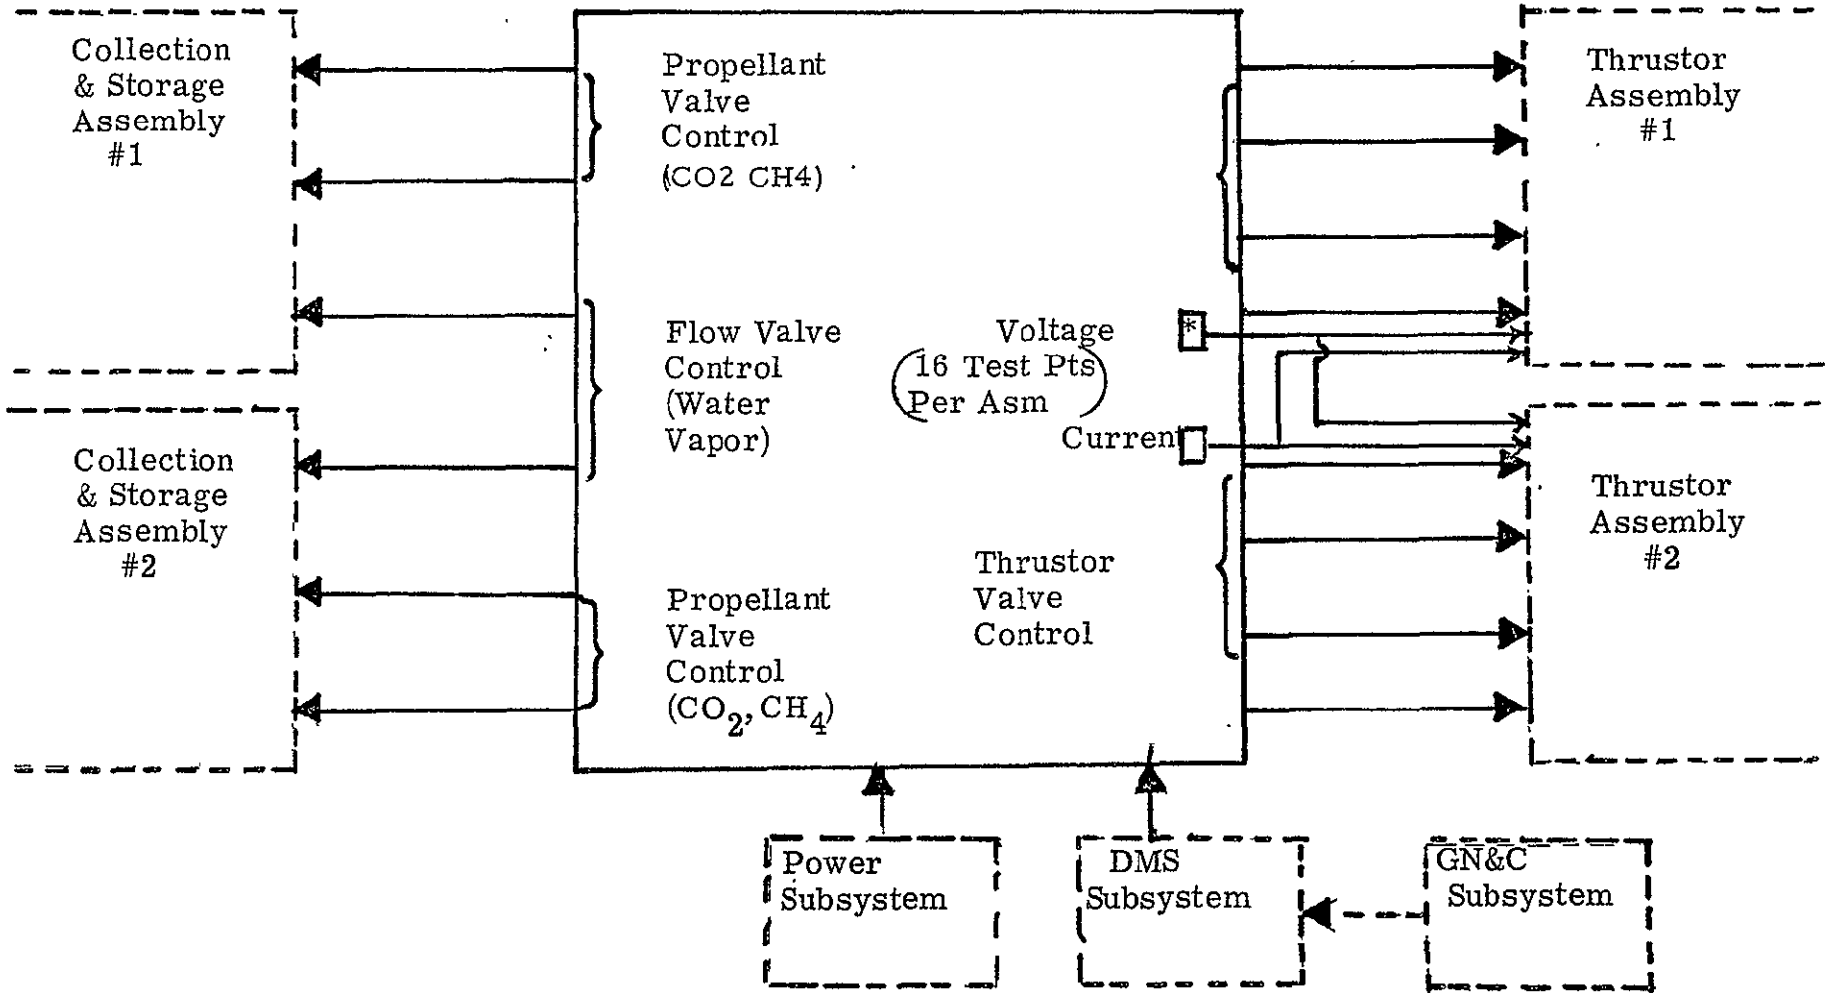 Collection
& Storage
Assembly
#1
Collection
& Storage
Assembly
#2
Propellant
Valve
Control
(CO2 CH4)
Flow Valve
Control
(Water
Vapor)
Propellant
Valve
Control
(CO2, CH4)
Voltage
*
(16 Test Pts
Per Asm)
Current
Thrustor
Valve
Control
Thrustor
Assembly
#1
Thrustor
Assembly
#2
Power
Subsystem
DMS
Subsystem
GN&C
Subsystem